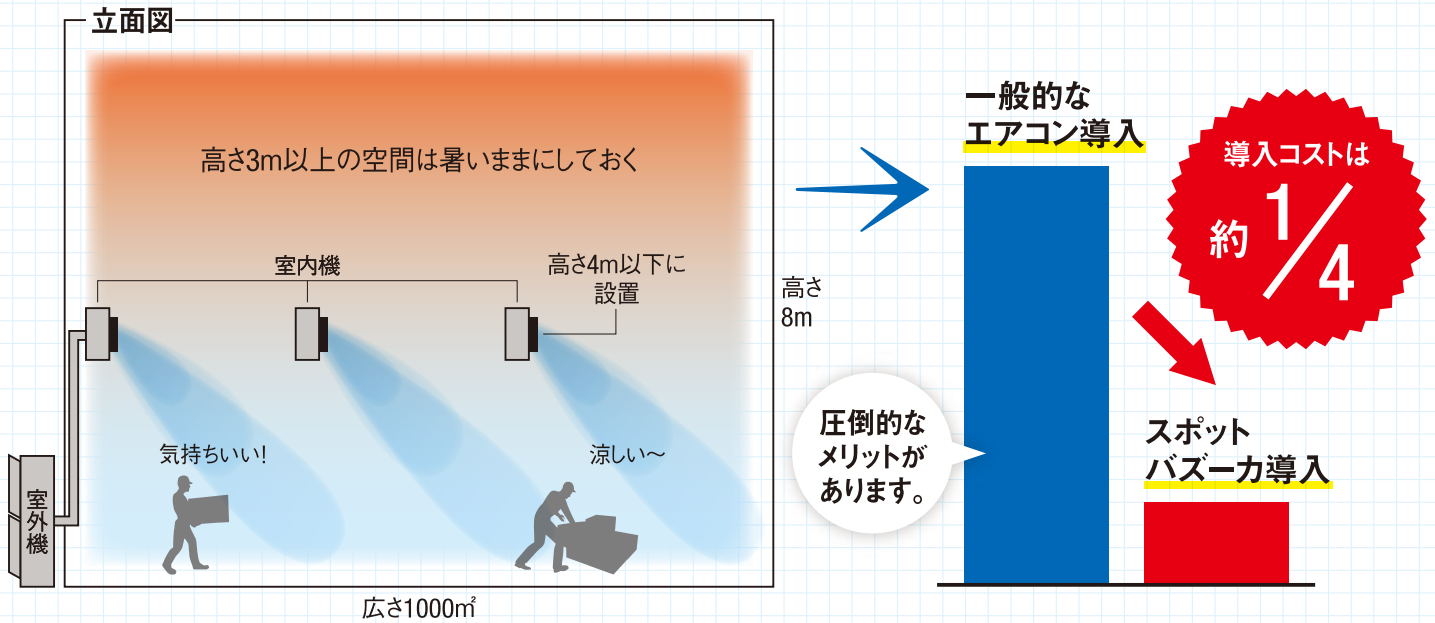 立面図
高さ3m以上の空間は暑いままにしておく
室内機
高さ4m以下に
設置
高さ
8m
気持ちいい!
涼しい〜
室外機
広さ1000㎡
一般的な
エアコン導入
導入コストは
約1/4
圧倒的な
メリットが
あります。
スポット
バズーカ導入